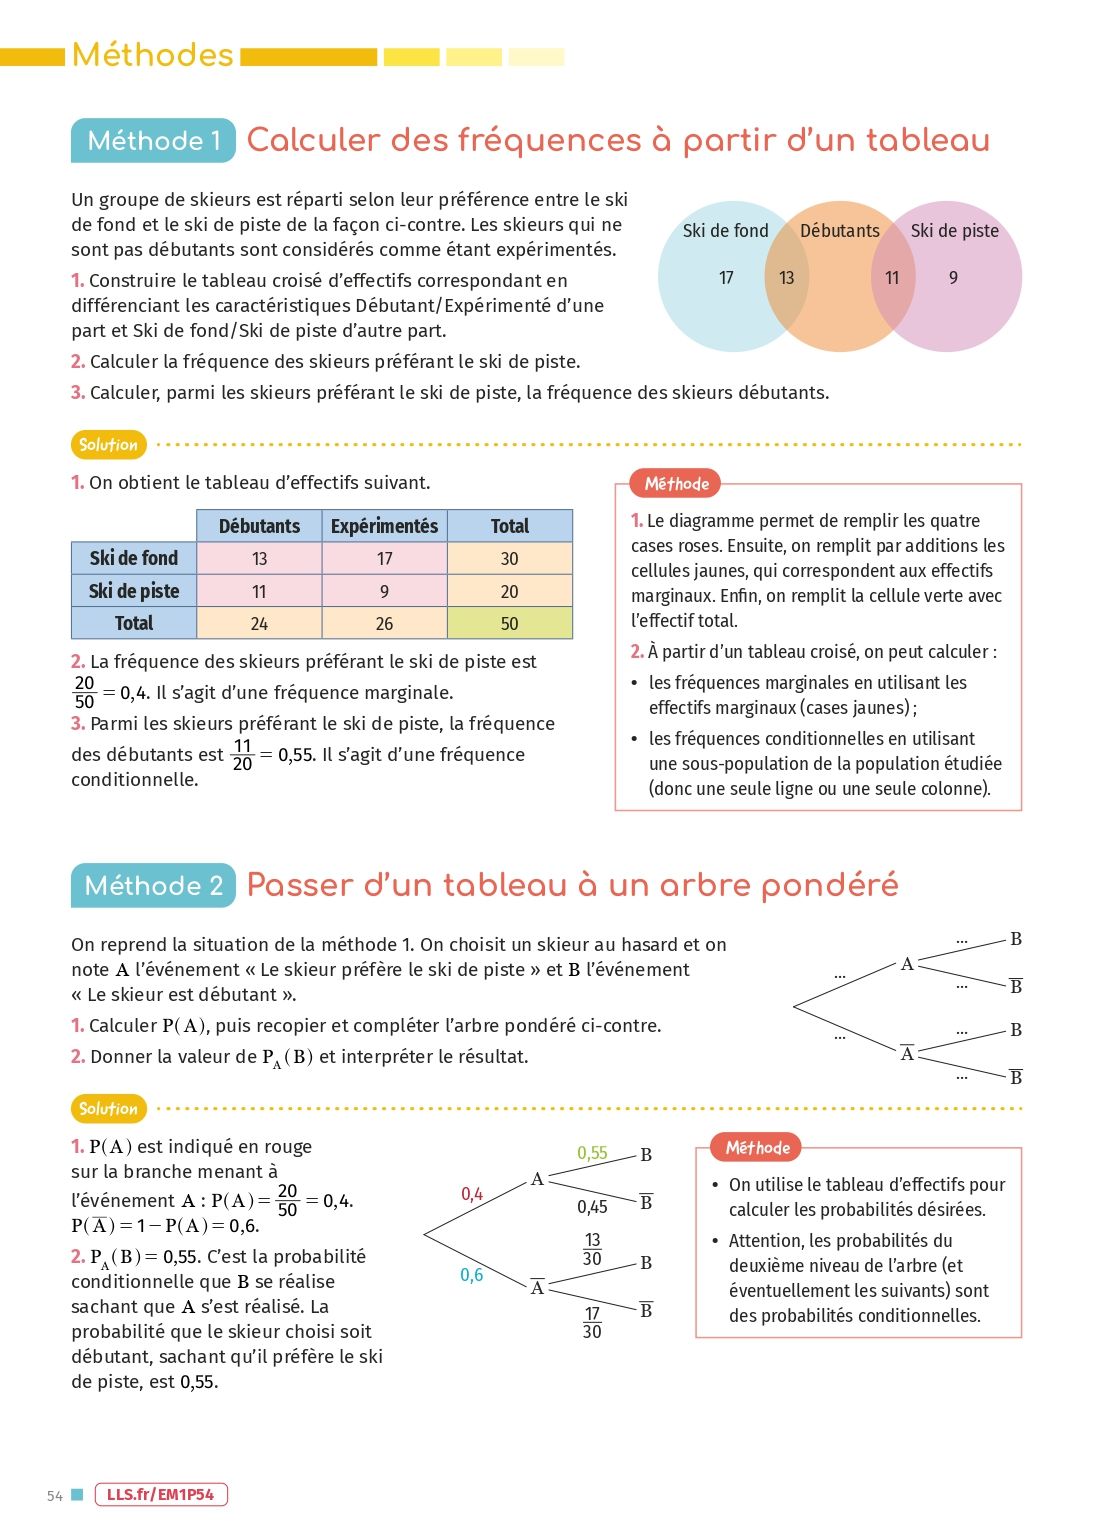 Méthodes
Méthode 1 Calculer des fréquences à partir d'un tableau
Un groupe de skieurs est réparti selon leur préférence entre le ski
de fond et le ski de piste de la façon ci-contre. Les skieurs qui ne
sont pas débutants sont considérés comme étant expérimentés.
1. Construire le tableau croisé d'effectifs correspondant en
différenciant les caractéristiques Débutant/Expérimenté d'une
part et Ski de fond/Ski de piste d'autre part.
2. Calculer la fréquence des skieurs préférant le ski de piste.
3. Calculer, parmi les skieurs préférant le ski de piste, la fréquence des skieurs débutants.
Ski de fond Débutants Ski de piste
17 13 11 9
Solution
1. On obtient le tableau d'effectifs suivant.
Débutants Expérimentés Total
Ski de fond 13 17 30
Ski de piste 11 9 20
Total 24 26 50
2. La fréquence des skieurs préférant le ski de piste est
20/50 = 0,4. Il s'agit d'une fréquence marginale.
3. Parmi les skieurs préférant le ski de piste, la fréquence
des débutants est 11/20 = 0,55. Il s'agit d'une fréquence
conditionnelle.
Méthode
1. Le diagramme permet de remplir les quatre
cases roses. Ensuite, on remplit par additions les
cellules jaunes, qui correspondent aux effectifs
marginaux. Enfin, on remplit la cellule verte avec
l'effectif total.
2. À partir d'un tableau croisé, on peut calculer :
• les fréquences marginales en utilisant les
effectifs marginaux (cases jaunes) ;
• les fréquences conditionnelles en utilisant
une sous-population de la population étudiée
(donc une seule ligne ou une seule colonne).
Méthode 2 Passer d'un tableau à un arbre pondéré
On reprend la situation de la méthode 1. On choisit un skieur au hasard et on
note A l'événement « Le skieur préfère le ski de piste » et B l'événement
« Le skieur est débutant ».
1. Calculer P(A), puis recopier et compléter l'arbre pondéré ci-contre.
2. Donner la valeur de P_A(B) et interpréter le résultat.
... B
... A
... B̅
... B
... A̅
... B̅
Solution
1. P(A) est indiqué en rouge
sur la branche menant à
l'événement A : P(A) = 20/50 = 0,4.
P(A̅) = 1 − P(A) = 0,6.
2. P_A(B) = 0,55. C'est la probabilité
conditionnelle que B se réalise
sachant que A s'est réalisé. La
probabilité que le skieur choisi soit
débutant, sachant qu'il préfère le ski
de piste, est 0,55.
0,55 B
0,4 A
0,45 B̅
13/30 B
0,6 A̅
17/30 B̅
Méthode
• On utilise le tableau d'effectifs pour
calculer les probabilités désirées.
• Attention, les probabilités du
deuxième niveau de l'arbre (et
éventuellement les suivants) sont
des probabilités conditionnelles.
54 LLS.fr/EM1P54